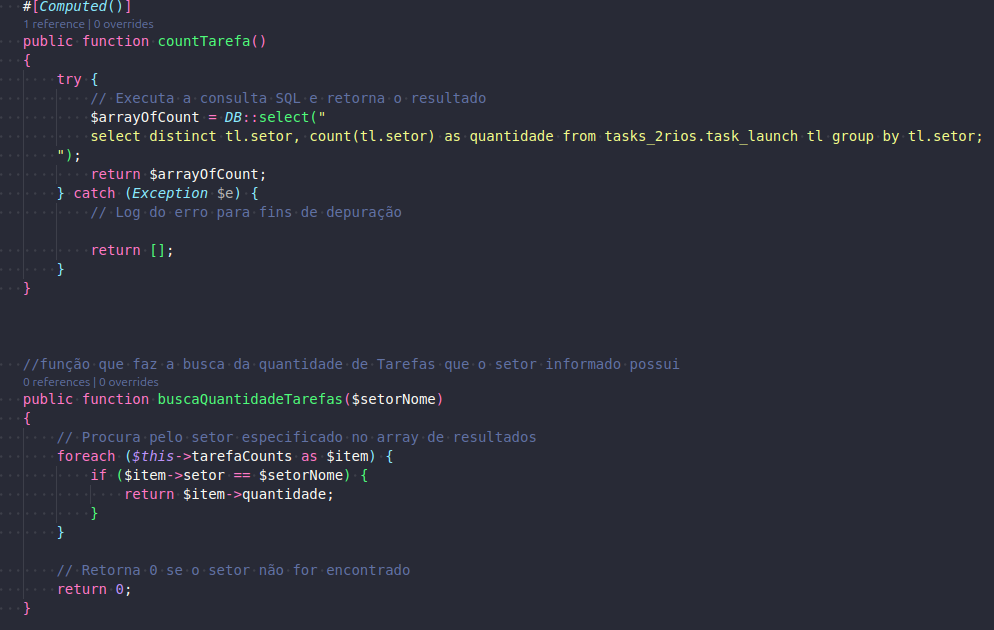 #[Computed()]
1 reference | 0 overrides
public function countTarefa()
{
try {
// Executa a consulta SQL e retorna o resultado
$arrayOfCount = DB::select("
select distinct tl.setor, count(tl.setor) as quantidade from tasks_2rios.task_launch tl group by tl.setor;
");
return $arrayOfCount;
} catch (Exception $e) {
// Log do erro para fins de depuração
return [];
}
}
//função que faz a busca da quantidade de Tarefas que o setor informado possui
0 references | 0 overrides
public function buscaQuantidadeTarefas($setorNome)
{
// Procura pelo setor especificado no array de resultados
foreach ($this->tarefaCounts as $item) {
if ($item->setor == $setorNome) {
return $item->quantidade;
}
}
// Retorna 0 se o setor não for encontrado
return 0;
}